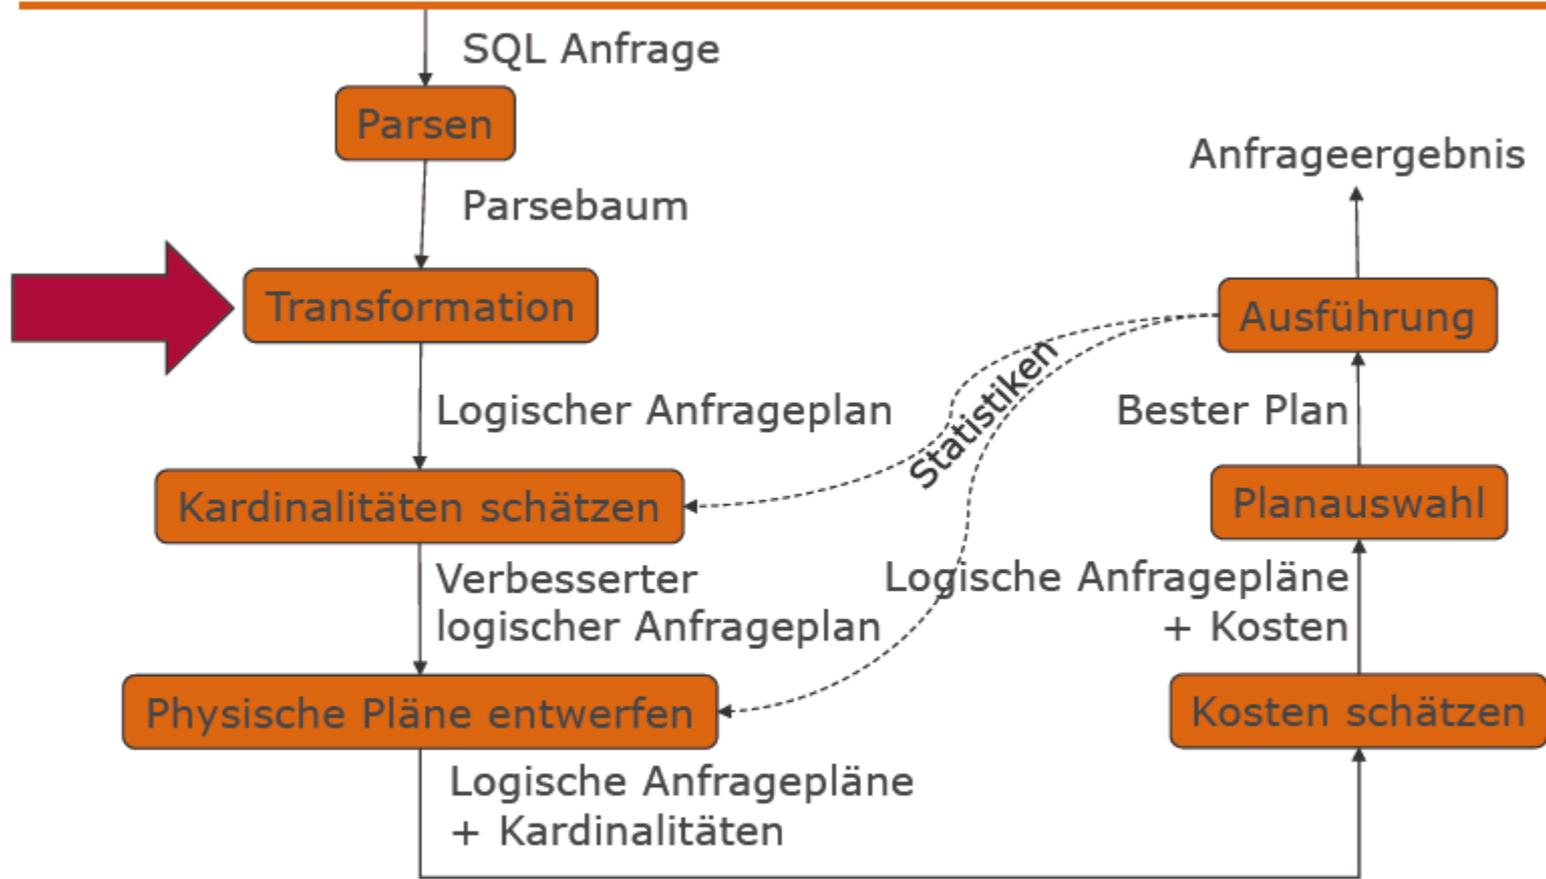 SQL Anfrage
Parsen
Parsebaum
Transformation
Logischer Anfrageplan
Kardinalitäten schätzen
Verbesserter
logischer Anfrageplan
Physische Pläne entwerfen
Logische Anfragepläne
+ Kardinalitäten
Statistiken
Kosten schätzen
Logische Anfragepläne
+ Kosten
Planauswahl
Bester Plan
Ausführung
Anfrageergebnis